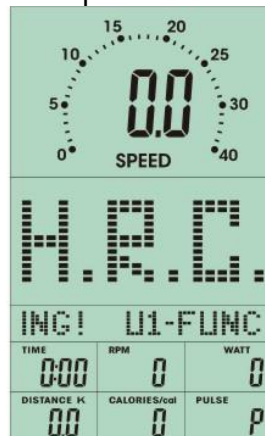 15 20
10 25
5 0.0 30
0 SPEED 40
H.R.C.
ING! U1-FUNC
TIME RPM WATT
0:00 0 0
DISTANCE K CALORIES/cal PULSE
0.0 0 P